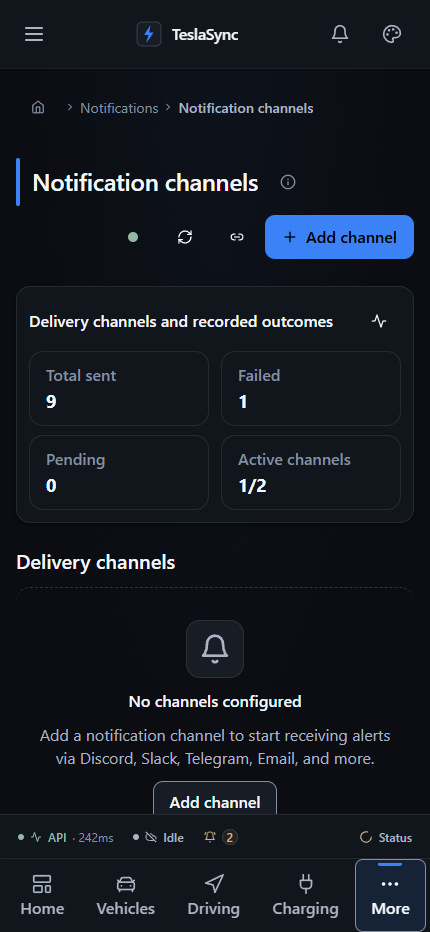 TeslaSync
Notifications
Notification channels
Notification channels
Add channel
Delivery channels and recorded outcomes
Total sent
9
Failed
1
Pending
0
Active channels
1/2
Delivery channels
No channels configured
Add a notification channel to start receiving alerts
via Discord, Slack, Telegram, Email, and more.
Add channel
API · 242ms
Idle
2
Status
Home
Vehicles
Driving
Charging
More